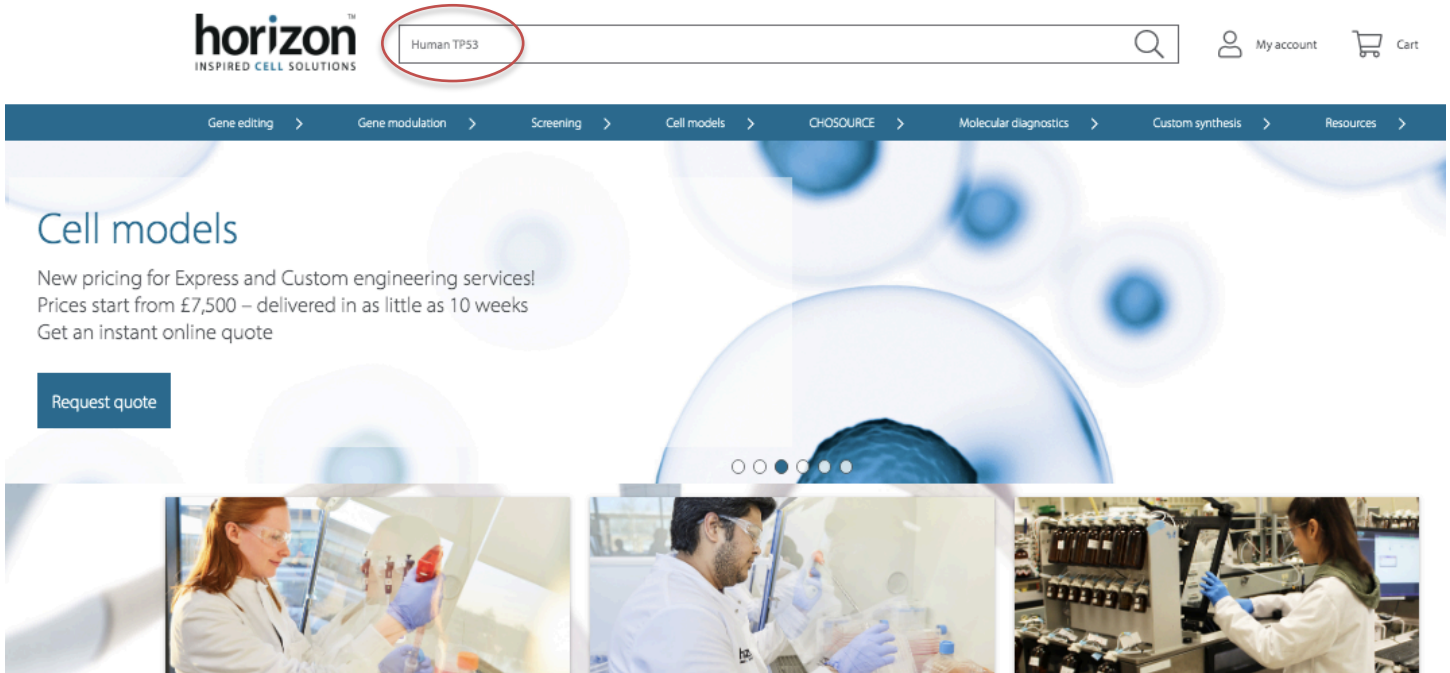 horizon™
INSPIRED CELL SOLUTIONS
Human TP53
My account
Cart
Gene editing
Gene modulation
Screening
Cell models
CHOSOURCE
Molecular diagnostics
Custom synthesis
Resources
Cell models
New pricing for Express and Custom engineering services!
Prices start from £7,500 – delivered in as little as 10 weeks
Get an instant online quote
Request quote